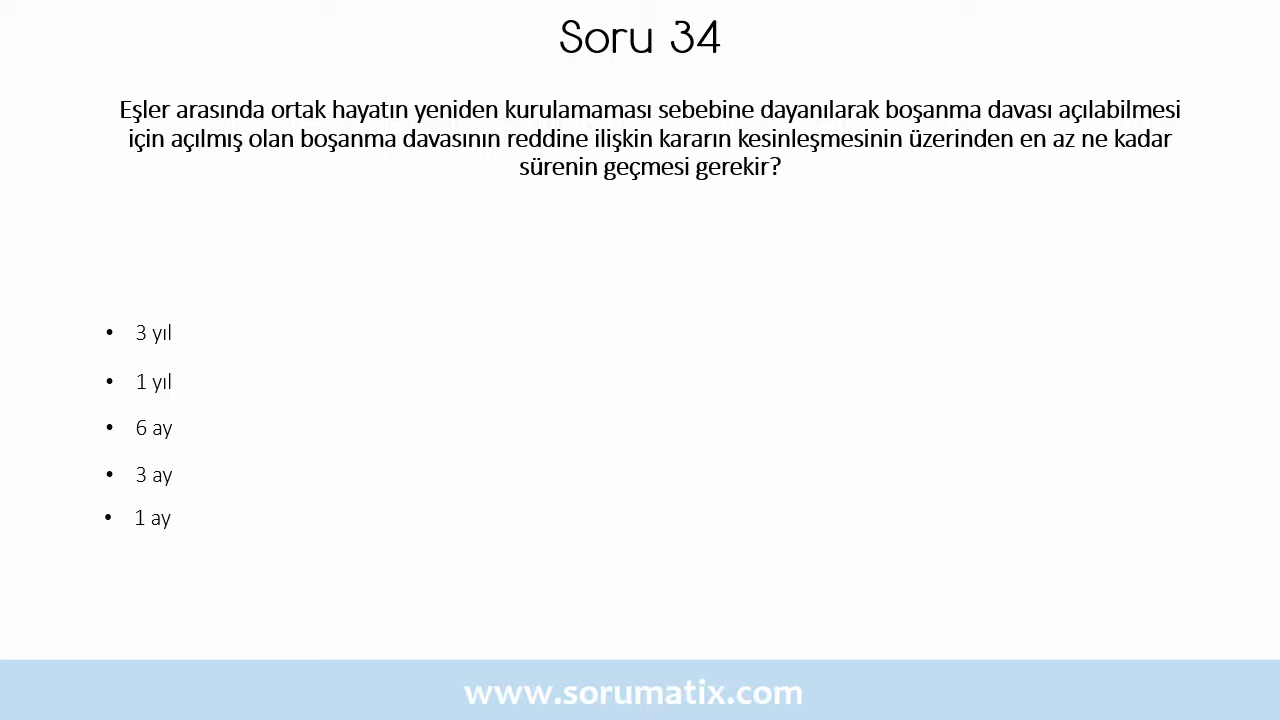 Soru 34
Eşler arasında ortak hayatın yeniden kurulamaması sebebine dayanılarak boşanma davası açılabilmesi
için açılmış olan boşanma davasının reddine ilişkin kararın kesinleşmesinin üzerinden en az ne kadar
sürenin geçmesi gerekir?
• 3 yıl
• 1 yıl
• 6 ay
• 3 ay
• 1 ay
www.sorumatix.com